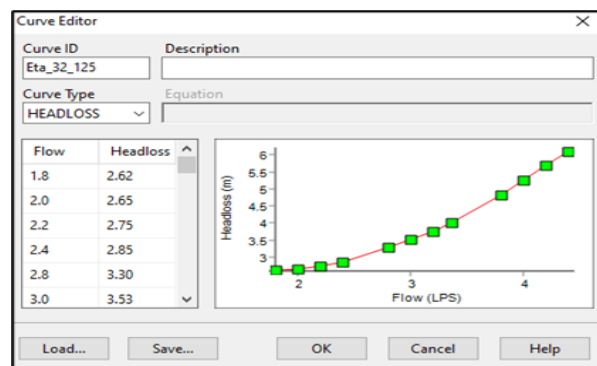 Curve Editor
Curve ID Description
Eta_32_125
Curve Type Equation
HEADLOSS
Flow Headloss
1.8 2.62
2.0 2.65
2.2 2.75
2.4 2.85
2.8 3.30
3.0 3.53
Headloss (m)
6
5.5
5
4.5
4
3.5
3
2 3 4
Flow (LPS)
Load... Save... OK Cancel Help